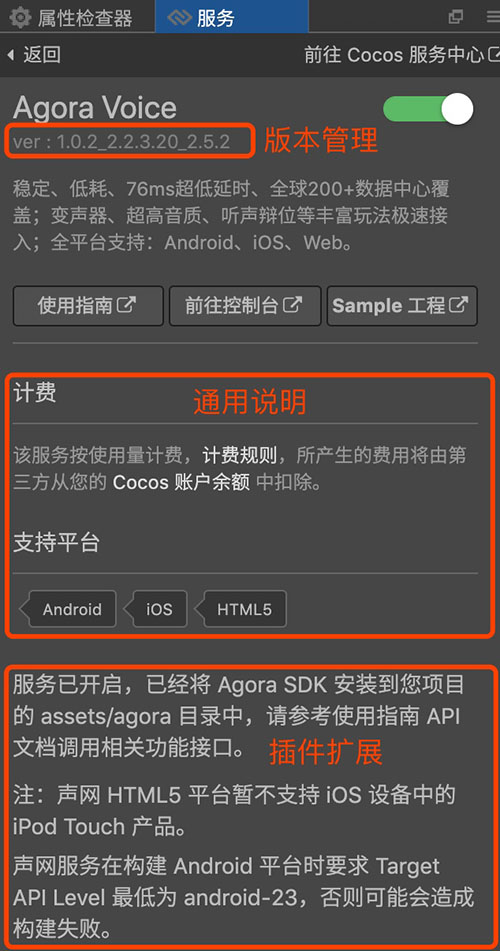 属性检查器
服务
返回
前往 Cocos 服务中心
Agora Voice
ver : 1.0.2_2.2.3.20_2.5.2
版本管理
稳定、低耗、76ms超低延时、全球200+数据中心覆
盖；变声器、超高音质、听声辩位等丰富玩法极速接
入；全平台支持：Android、iOS、Web。
使用指南
前往控制台
Sample 工程
计费
通用说明
该服务按使用量计费，计费规则，所产生的费用将由第
三方从您的 Cocos 账户余额 中扣除。
支持平台
Android
iOS
HTML5
服务已开启，已经将 Agora SDK 安装到您项目
的 assets/agora 目录中，请参考使用指南 API
文档调用相关功能接口。
插件扩展
注：声网 HTML5 平台暂不支持 iOS 设备中的
iPod Touch 产品。
声网服务在构建 Android 平台时要求 Target
API Level 最低为 android-23，否则可能会造成
构建失败。